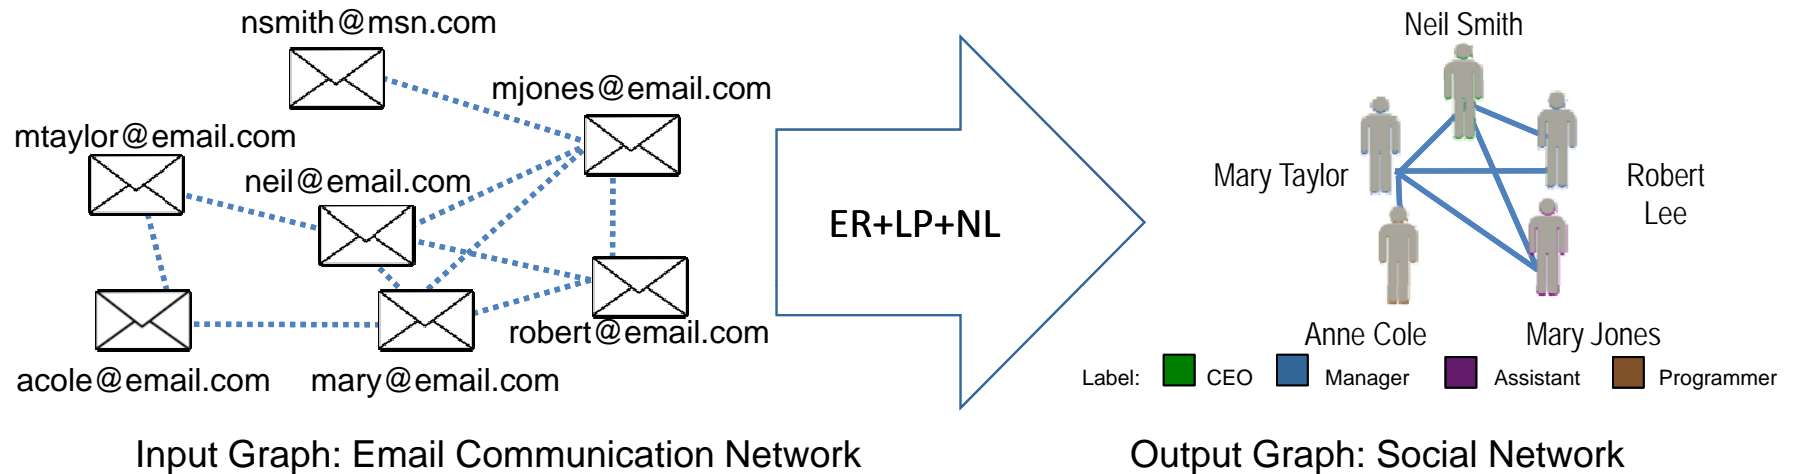 nsmith@msn.com
mjones@email.com
mtaylor@email.com
neil@email.com
robert@email.com
acole@email.com
mary@email.com
Input Graph: Email Communication Network
ER+LP+NL
Neil Smith
Mary Taylor
Robert
Lee
Anne Cole
Mary Jones
Label: CEO Manager Assistant Programmer
Output Graph: Social Network